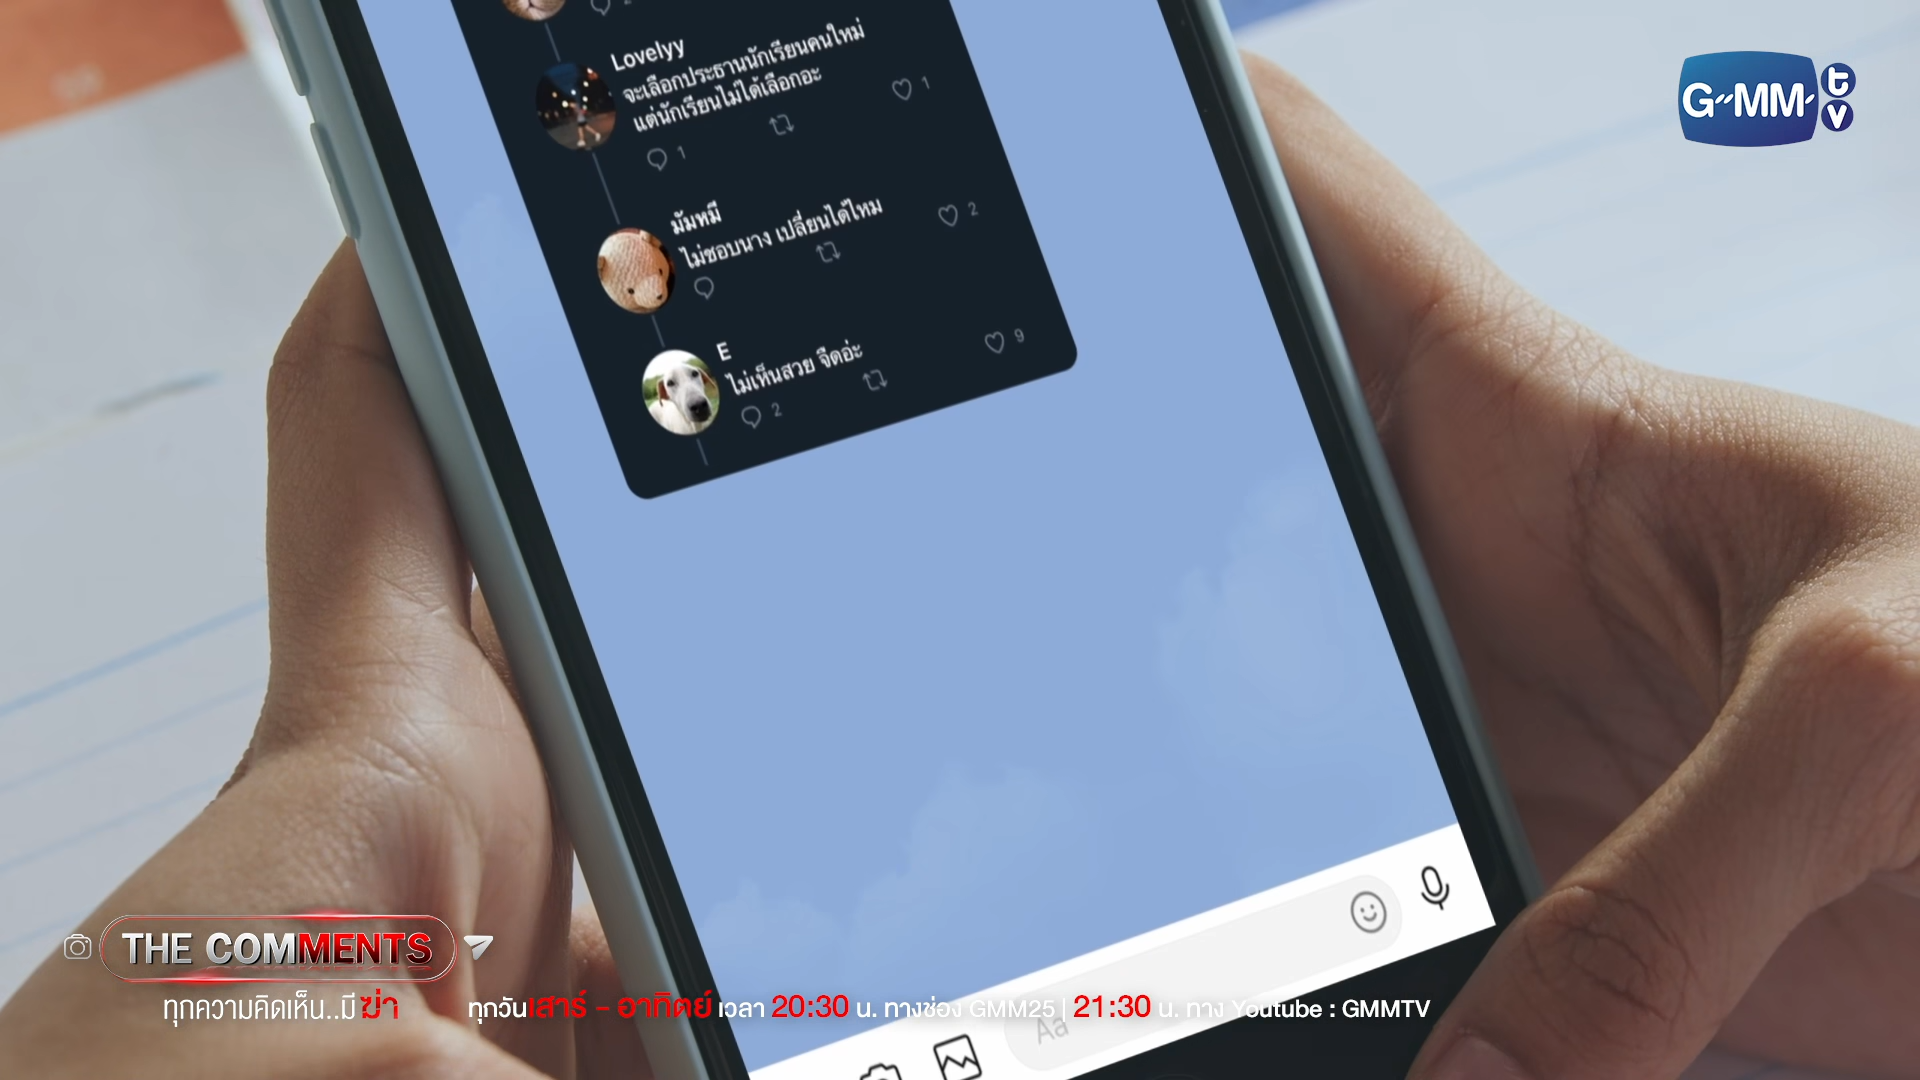 2
Lovelyy
จะเลือกประธานนักเรียนคนใหม่
แต่นักเรียนไม่ได้เลือกอะ
1
1
มัมหมี
ไม่ชอบนาง เปลี่ยนได้ไหม
2
E
ไม่เห็นสวย จืดอ่ะ
2
9
Aa
G-MM-tv
THE COMMENTS
ทุกความคิดเห็น..มี ฆ่า
ทุกวันเสาร์ - อาทิตย์ เวลา 20:30 น. ทางช่อง GMM25 | 21:30 น. ทาง Youtube : GMMTV